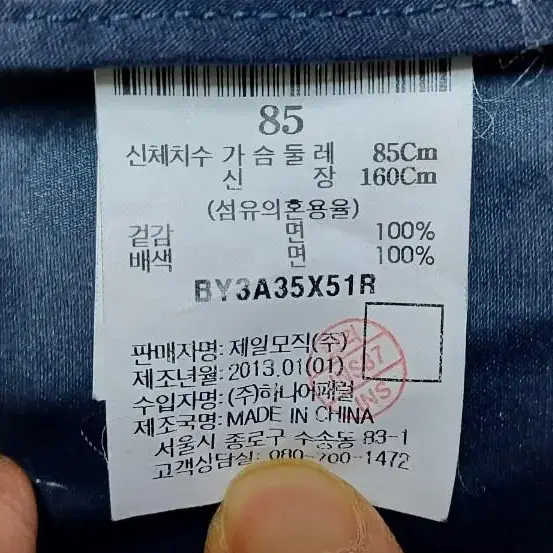 85
신체치수 가 슴 둘 레 85Cm
신 장 160Cm
(섬유의혼용율)
겉감 면 100%
배색 면 100%
BY3A35X51R
판매자명: 제일모직(주)
제조년월: 2013.01(01)
수입자명: (주)하나어패럴
제조국명: MADE IN CHINA
서울시 종로구 수송동 83-1
고객상담실: 080-700-1472